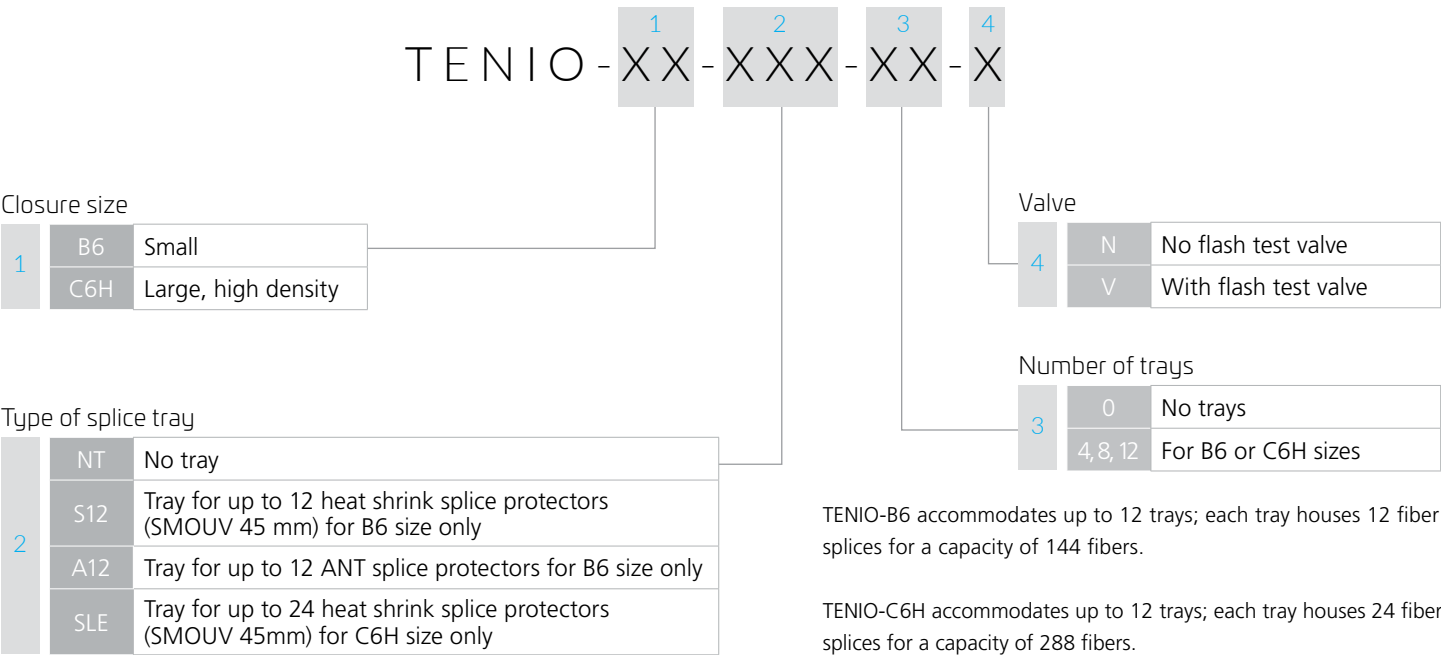 1 2 3 4
TENIO-XX-XXX-XX-X
Closure size
1
B6 Small
C6H Large, high density
Type of splice tray
2
NT No tray
S12 Tray for up to 12 heat shrink splice protectors
(SMOUV 45 mm) for B6 size only
A12 Tray for up to 12 ANT splice protectors for B6 size only
SLE Tray for up to 24 heat shrink splice protectors
(SMOUV 45mm) for C6H size only
Valve
4
N No flash test valve
V With flash test valve
Number of trays
3
0 No trays
4, 8, 12 For B6 or C6H sizes
TENIO-B6 accommodates up to 12 trays; each tray houses 12 fiber
splices for a capacity of 144 fibers.
TENIO-C6H accommodates up to 12 trays; each tray houses 24 fiber
splices for a capacity of 288 fibers.